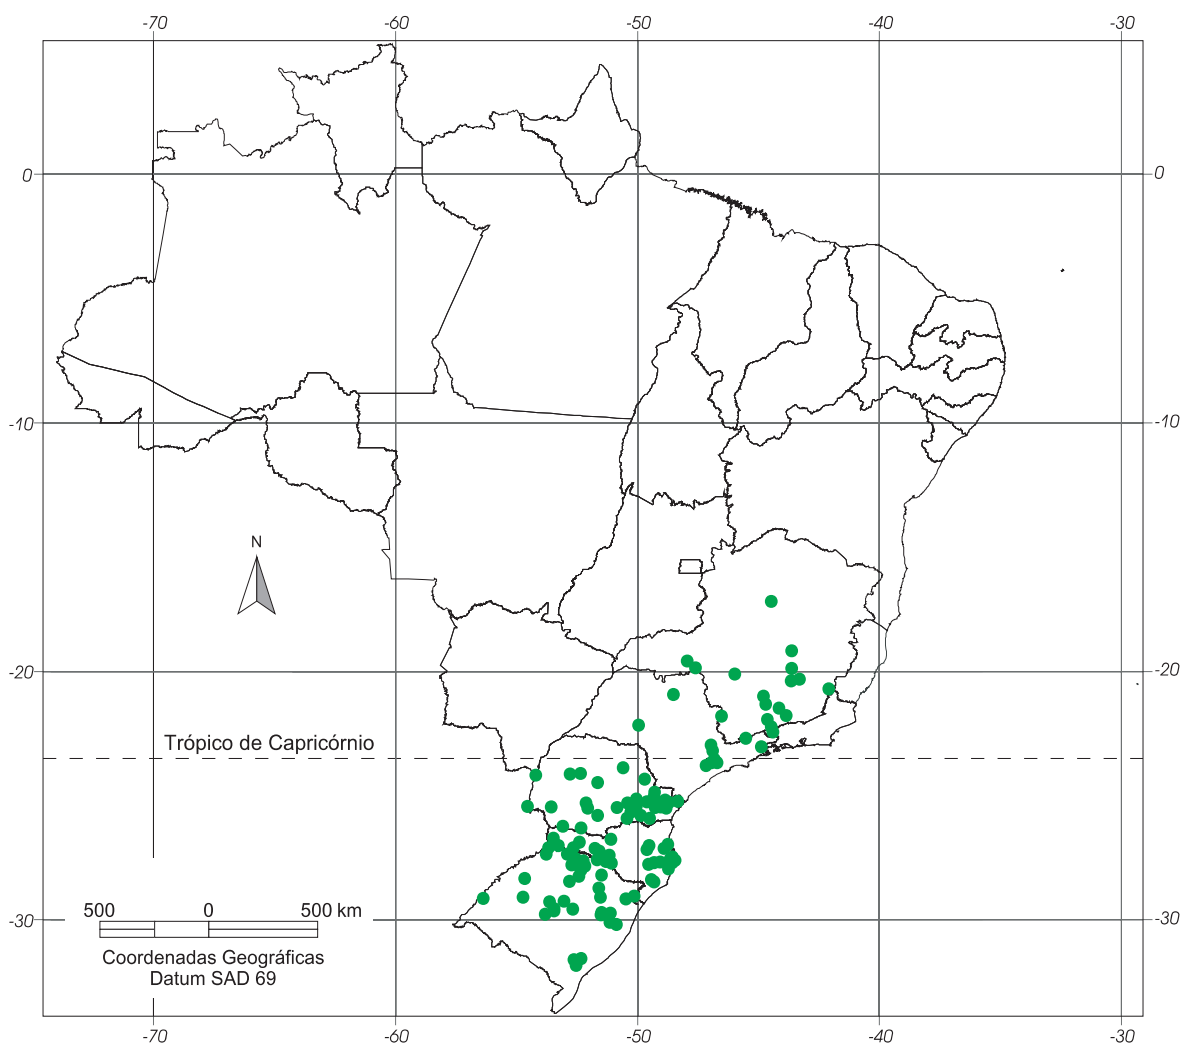 -70 -60 -50 -40 -30
0 0
-10 -10
N
-20 -20
Trópico de Capricórnio
-30 -30
500 0 500 km
Coordenadas Geográficas
Datum SAD 69
-70 -60 -50 -40 -30